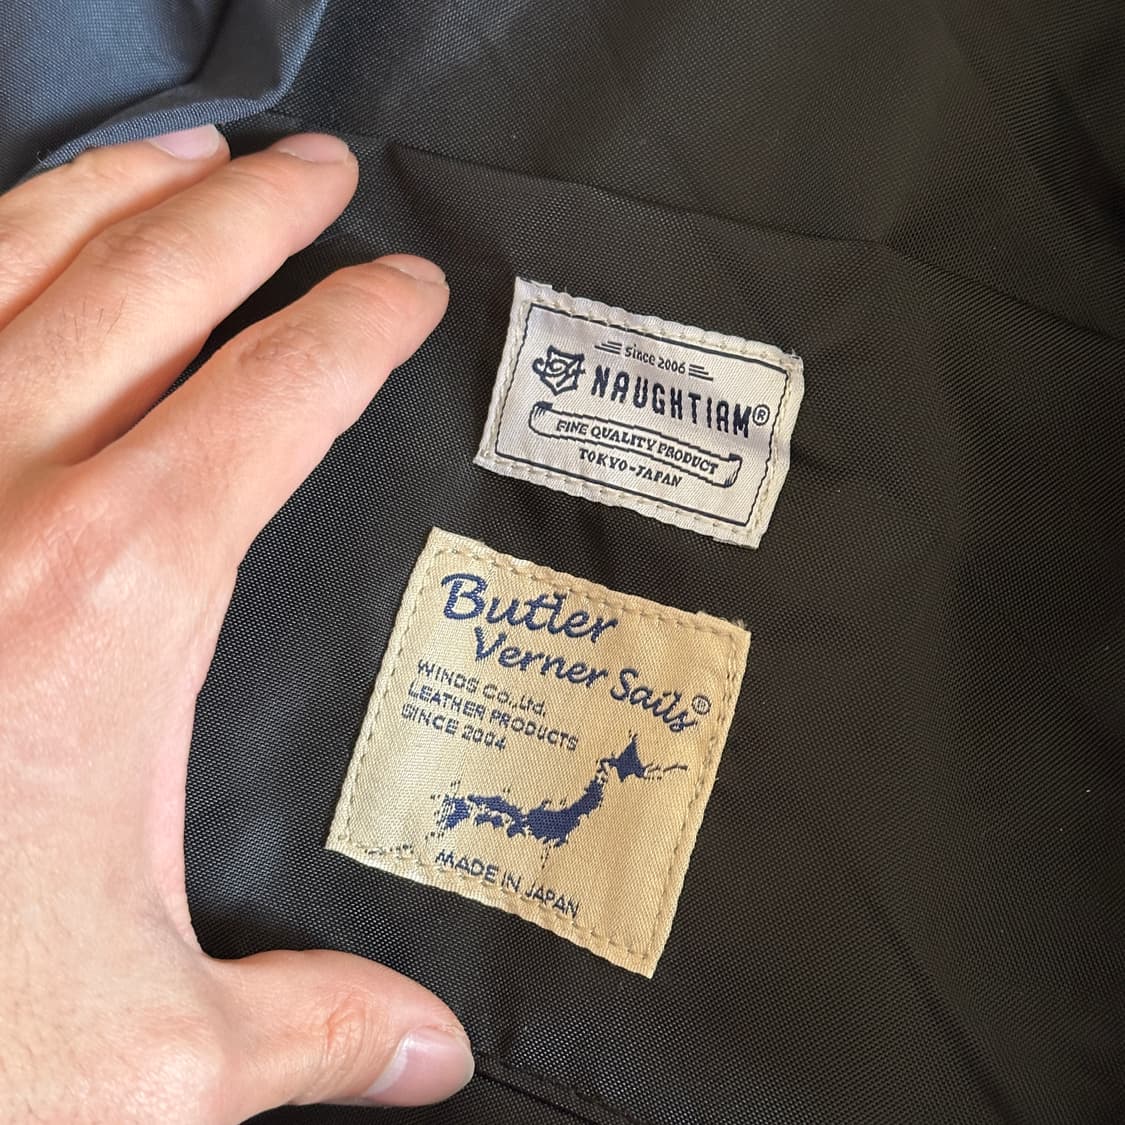 since 2006
NAUGHTIAM®
FINE QUALITY PRODUCT
TOKYO-JAPAN
Butler
Verner Sails®
WINDS CO.,Ltd.
LEATHER PRODUCTS
SINCE 2004
MADE IN JAPAN